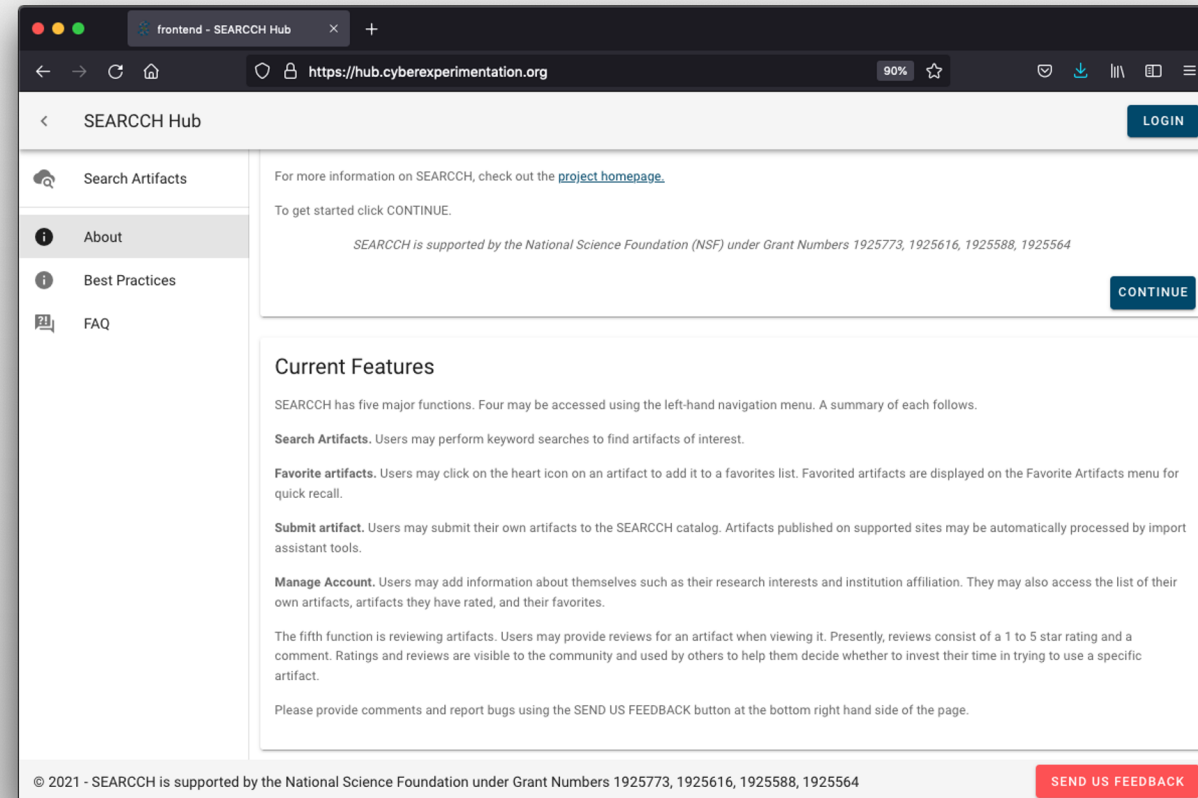 frontend - SEARCCH Hub
https://hub.cyberexperimentation.org
90%
SEARCCH Hub
LOGIN
Search Artifacts
About
Best Practices
FAQ
For more information on SEARCCH, check out the project homepage.
To get started click CONTINUE.
SEARCCH is supported by the National Science Foundation (NSF) under Grant Numbers 1925773, 1925616, 1925588, 1925564
CONTINUE
Current Features
SEARCCH has five major functions. Four may be accessed using the left-hand navigation menu. A summary of each follows.
Search Artifacts. Users may perform keyword searches to find artifacts of interest.
Favorite artifacts. Users may click on the heart icon on an artifact to add it to a favorites list. Favorited artifacts are displayed on the Favorite Artifacts menu for
quick recall.
Submit artifact. Users may submit their own artifacts to the SEARCCH catalog. Artifacts published on supported sites may be automatically processed by import
assistant tools.
Manage Account. Users may add information about themselves such as their research interests and institution affiliation. They may also access the list of their
own artifacts, artifacts they have rated, and their favorites.
The fifth function is reviewing artifacts. Users may provide reviews for an artifact when viewing it. Presently, reviews consist of a 1 to 5 star rating and a
comment. Ratings and reviews are visible to the community and used by others to help them decide whether to invest their time in trying to use a specific
artifact.
Please provide comments and report bugs using the SEND US FEEDBACK button at the bottom right hand side of the page.
© 2021 - SEARCCH is supported by the National Science Foundation under Grant Numbers 1925773, 1925616, 1925588, 1925564
SEND US FEEDBACK